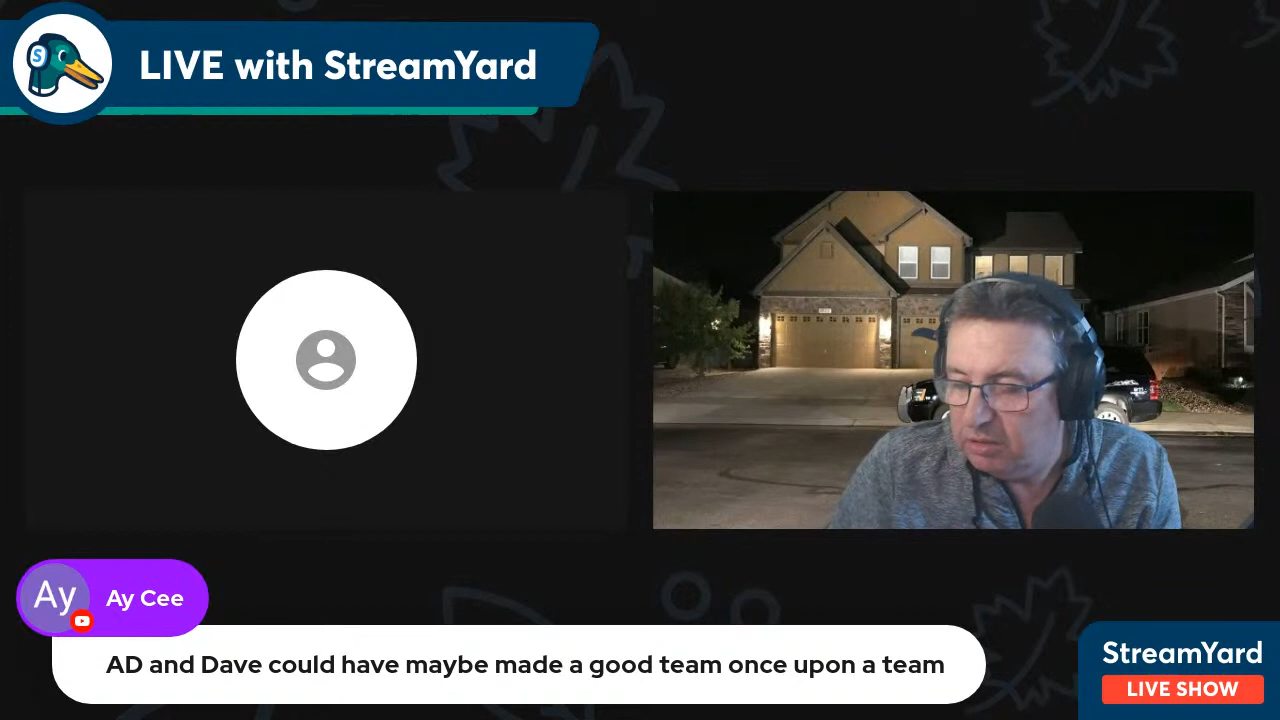 S
LIVE with StreamYard
Ay
Ay Cee
AD and Dave could have maybe made a good team once upon a team
StreamYard
LIVE SHOW